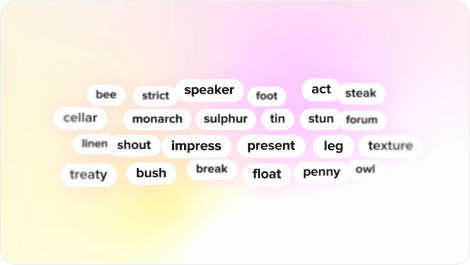 bee strict speaker foot act steak
cellar monarch sulphur tin stun forum
linen shout impress present leg texture
treaty bush break float penny owl